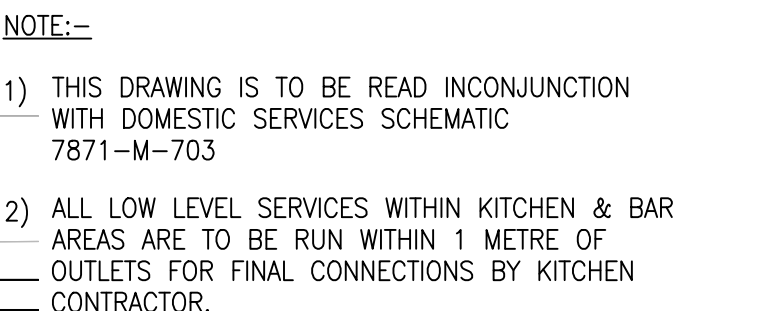 NOTE:-
1) THIS DRAWING IS TO BE READ INCONJUNCTION
WITH DOMESTIC SERVICES SCHEMATIC
7871-M-703
2) ALL LOW LEVEL SERVICES WITHIN KITCHEN & BAR
AREAS ARE TO BE RUN WITHIN 1 METRE OF
OUTLETS FOR FINAL CONNECTIONS BY KITCHEN
CONTRACTOR.